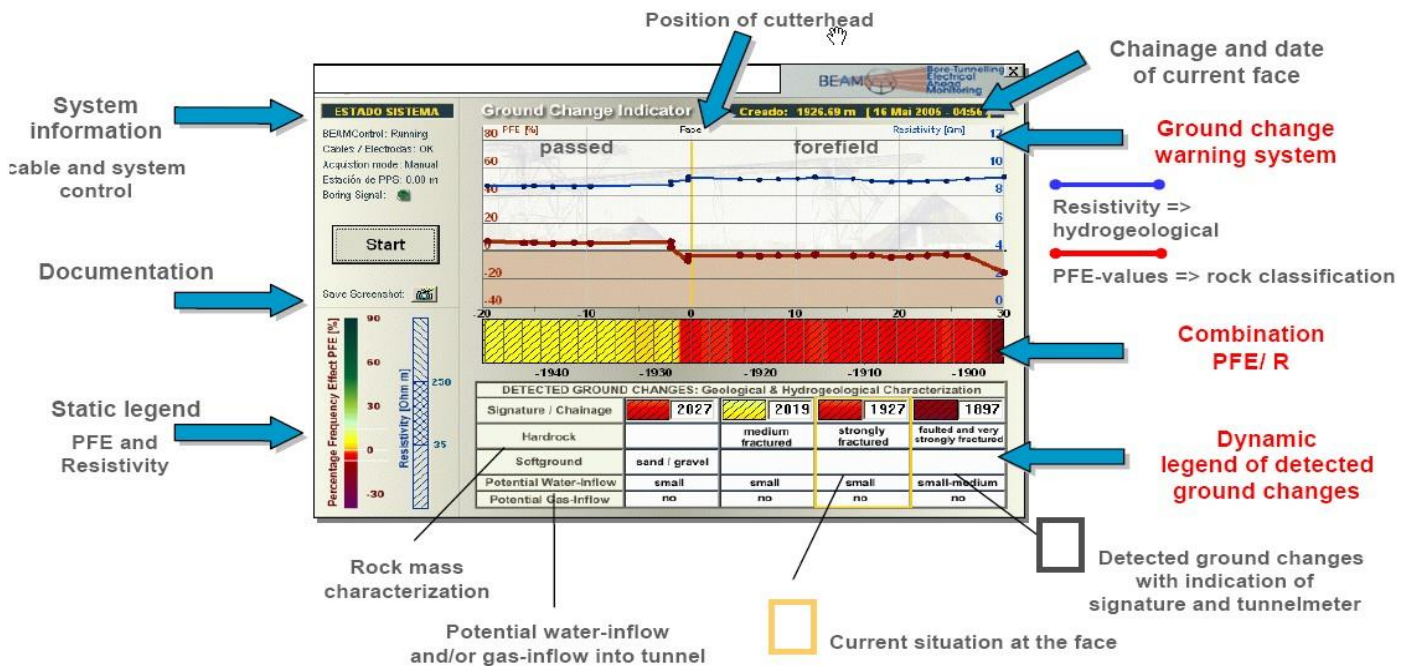 Position of cutterhead
Chainage and date
of current face
System
information
cable and system
control
Documentation
Static legend
PFE and
Resistivity
BEAM
Bore-Tunnelling
Electrical
Ahead
Monitoring
X
ESTADO SISTEMA
BEAMControl: Running
Cables / Electrodas: OK
Acquistion mode: Manual
Estación de PPS: 0.00 m
Boring Signal:
Start
Save Screenshot:
Ground Change Indicator
Creado: 1926.69 m [ 16 Mai 2006 - 04:56 ]
80 PFE [%] Face Resistivity [Ωm] 12
passed forefield
60 10
40 8
20 6
0 4
-20 2
-40 0
-20 -10 0 10 20 30
-1940 -1930 -1920 -1910 -1900
Percentage Frequency Effect PFE [%]
90
60
30
0
-30
Resistivity [Ohm m]
250
35
DETECTED GROUND CHANGES: Geological & Hydrogeological Characterization
Signature / Chainage 2027 2019 1927 1897
Hardrock medium fractured strongly fractured faulted and very strongly fractured
Softground sand / gravel
Potential Water-Inflow small small small small-medium
Potential Gas-Inflow no no no no
Ground change
warning system
Resistivity =>
hydrogeological
PFE-values => rock classification
Combination
PFE/ R
Dynamic
legend of detected
ground changes
Rock mass
characterization
Potential water-inflow
and/or gas-inflow into tunnel
Current situation at the face
Detected ground changes
with indication of
signature and tunnelmeter